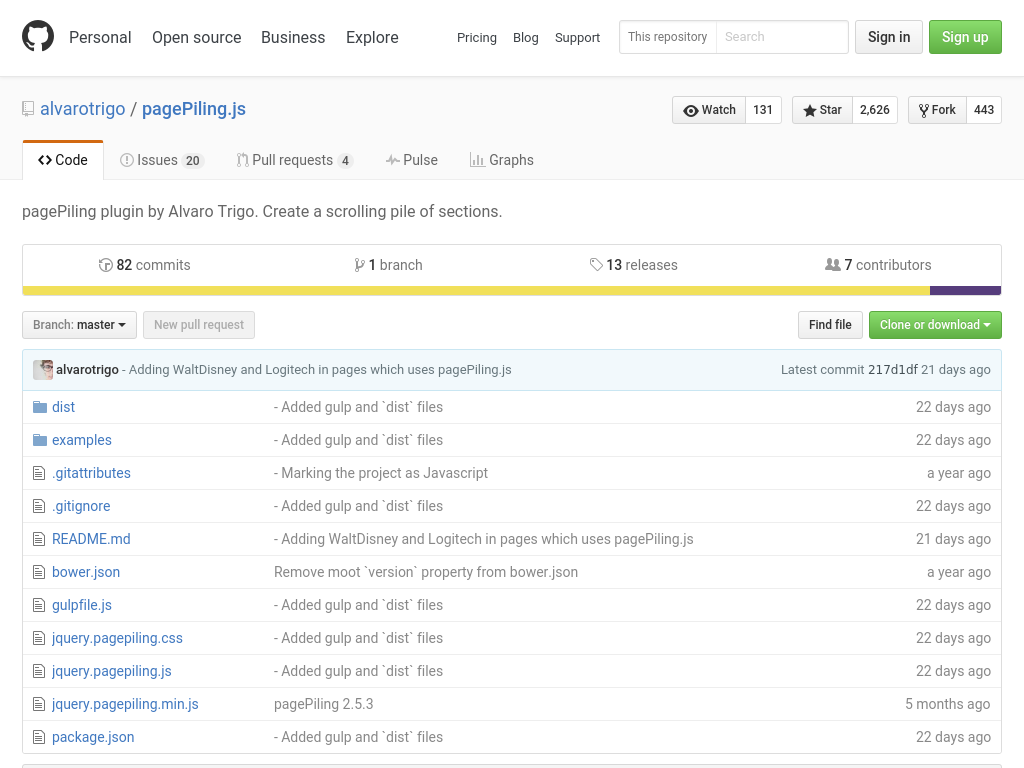 Personal Open source Business Explore Pricing Blog Support This repository Search Sign in Sign up
alvarotrigo / pagePiling.js Watch 131 Star 2,626 Fork 443
Code Issues 20 Pull requests 4 Pulse Graphs
pagePiling plugin by Alvaro Trigo. Create a scrolling pile of sections.
82 commits 1 branch 13 releases 7 contributors
Branch: master New pull request Find file Clone or download
alvarotrigo - Adding WaltDisney and Logitech in pages which uses pagePiling.js Latest commit 217d1df 21 days ago
dist - Added gulp and `dist` files 22 days ago
examples - Added gulp and `dist` files 22 days ago
.gitattributes - Marking the project as Javascript a year ago
.gitignore - Added gulp and `dist` files 22 days ago
README.md - Adding WaltDisney and Logitech in pages which uses pagePiling.js 21 days ago
bower.json Remove moot `version` property from bower.json a year ago
gulpfile.js - Added gulp and `dist` files 22 days ago
jquery.pagepiling.css - Added gulp and `dist` files 22 days ago
jquery.pagepiling.js - Added gulp and `dist` files 22 days ago
jquery.pagepiling.min.js pagePiling 2.5.3 5 months ago
package.json - Added gulp and `dist` files 22 days ago